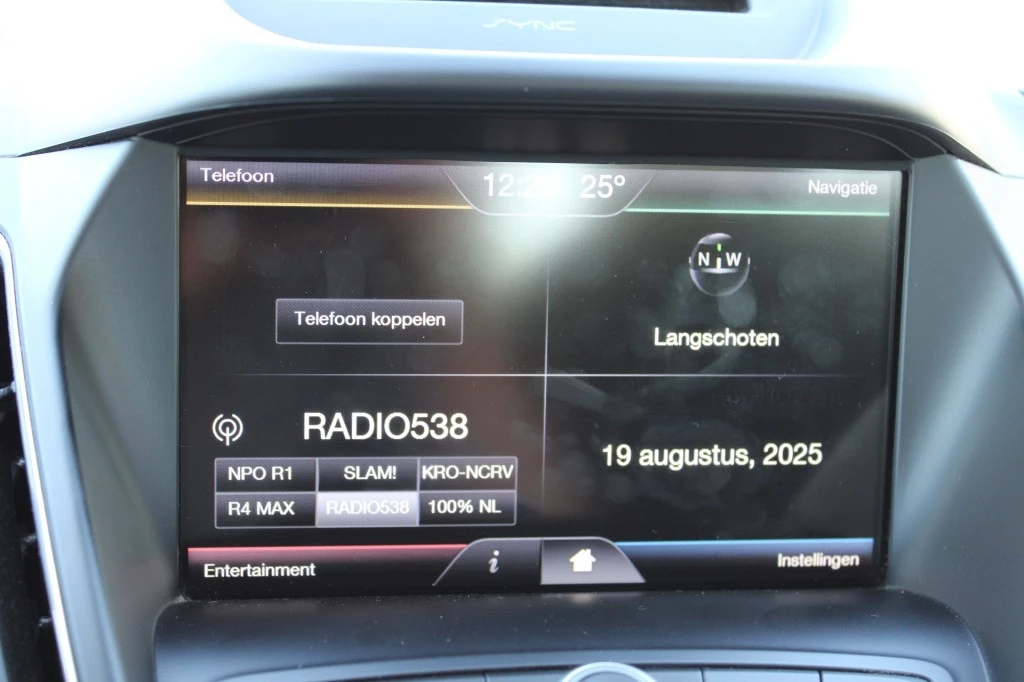 SYNC
Telefoon
25°
Navigatie
N W
Telefoon koppelen
Langschoten
RADIO538
NPO R1 SLAM! KRO-NCRV
R4 MAX RADIO538 100% NL
19 augustus, 2025
Entertainment
i
Instellingen